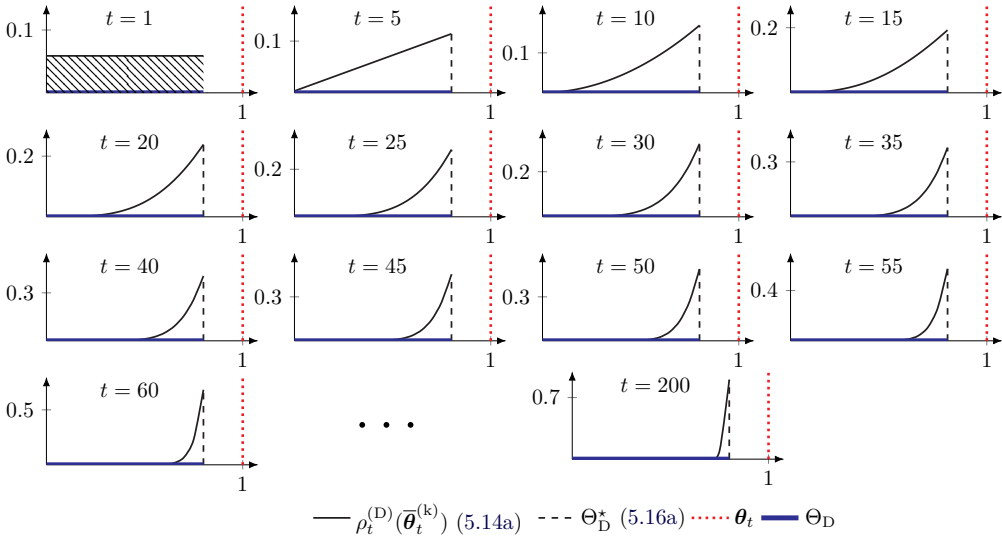 t = 1 t = 5 t = 10 t = 15
0.1 0.1 0.1 0.2
1 1 1 1
t = 20 t = 25 t = 30 t = 35
0.2 0.2 0.2 0.3
1 1 1 1
t = 40 t = 45 t = 50 t = 55
0.3 0.3 0.3 0.4
1 1 1 1
t = 60 t = 200
0.5 0.7
• • •
1 1
ρ_t^{(D)}(θ̅_t^{(k)}) (5.14a) Θ_D^⋆ (5.16a) θ_t Θ_D